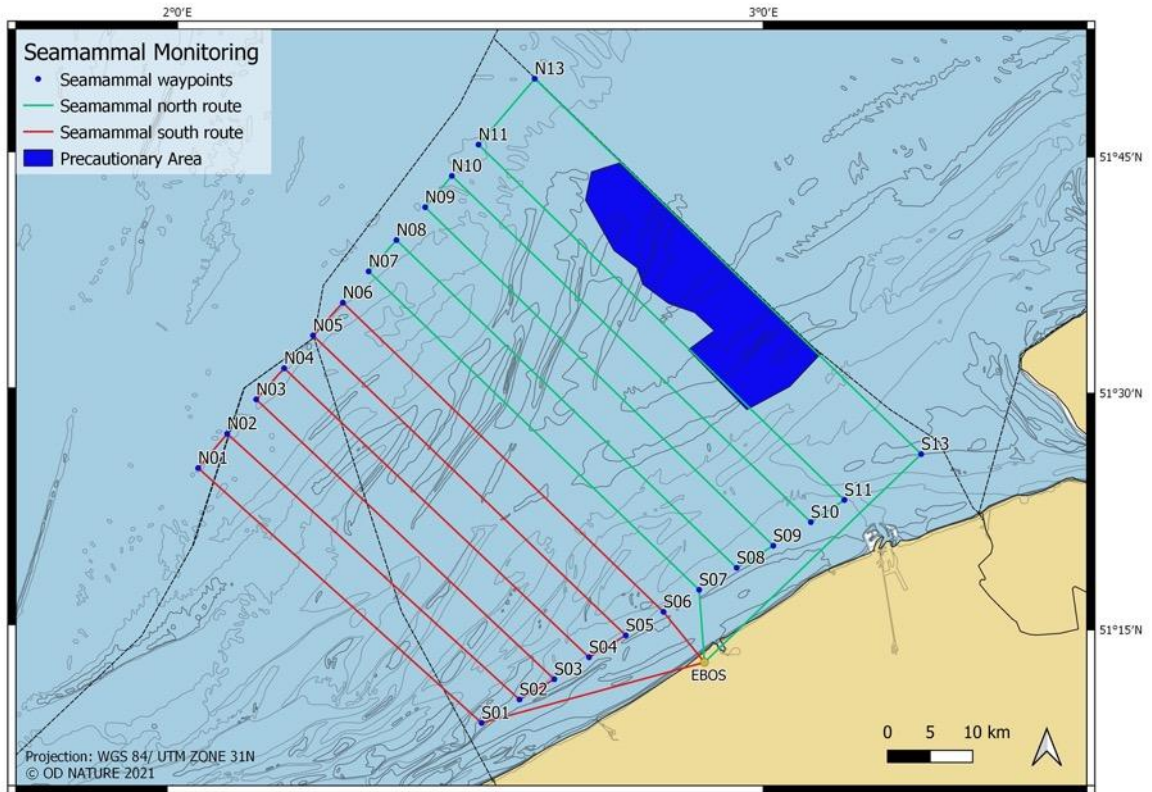 2°0'E
3°0'E
Seamammal Monitoring
Seamammal waypoints
Seamammal north route
Seamammal south route
Precautionary Area
N13
N11
51°45'N
N10
N09
N08
N07
N06
N05
N04
51°30'N
N03
N02
S13
N01
S11
S10
S09
S08
S07
S06
S05
51°15'N
S04
EBOS
S03
S02
S01
0 5 10 km
Projection: WGS 84/ UTM ZONE 31N
© OD NATURE 2021